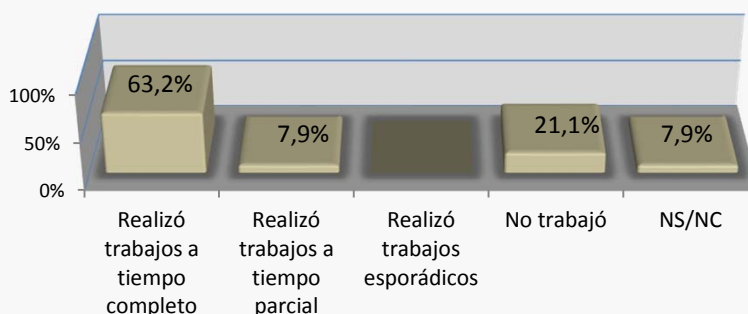 63,2%
7,9%
21,1%
7,9%
100%
50%
0%
Realizó
trabajos a
tiempo
completo
Realizó
trabajos a
tiempo
parcial
Realizó
trabajos
esporádicos
No trabajó
NS/NC